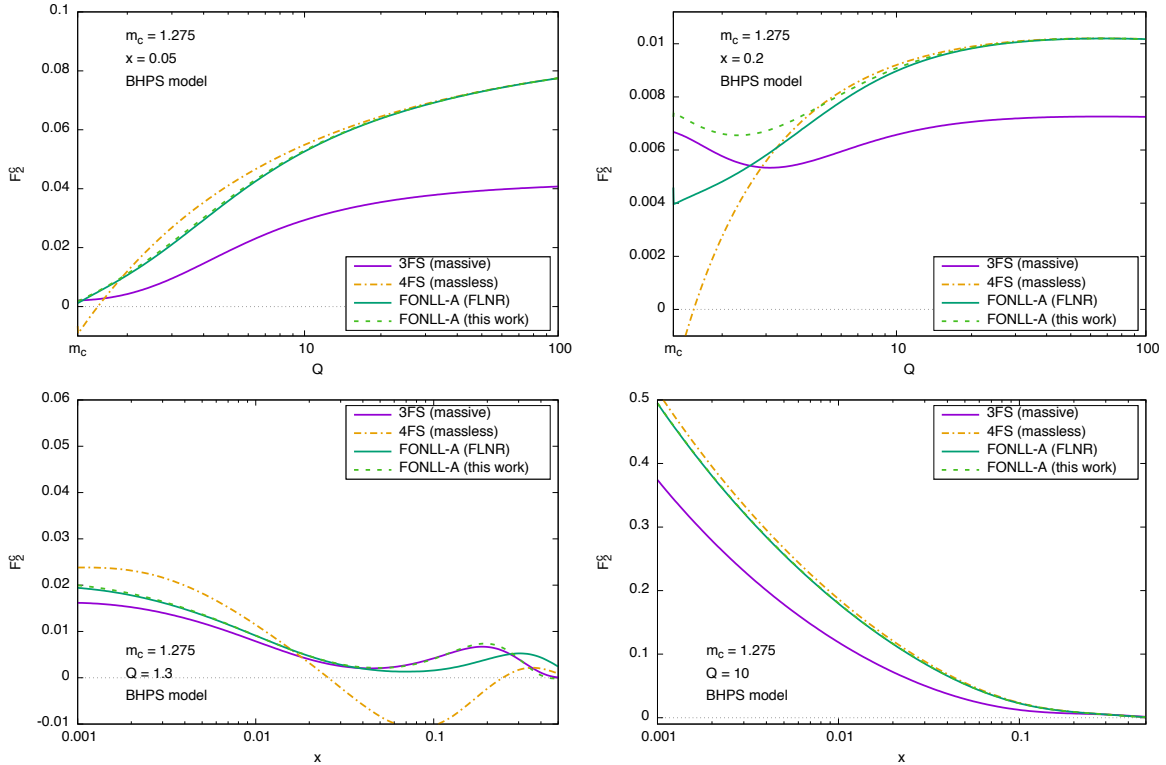 0.1
0.08
0.06
0.04
0.02
0
m_c
10
100
F_2^c
Q
m_c = 1.275
x = 0.05
BHPS model
3FS (massive)
4FS (massless)
FONLL-A (FLNR)
FONLL-A (this work)
0.01
0.008
0.006
0.004
0.002
0
m_c
10
100
F_2^c
Q
m_c = 1.275
x = 0.2
BHPS model
3FS (massive)
4FS (massless)
FONLL-A (FLNR)
FONLL-A (this work)
0.06
0.05
0.04
0.03
0.02
0.01
0
-0.01
0.001
0.01
0.1
F_2^c
x
m_c = 1.275
Q = 1.3
BHPS model
3FS (massive)
4FS (massless)
FONLL-A (FLNR)
FONLL-A (this work)
0.5
0.4
0.3
0.2
0.1
0
0.001
0.01
0.1
F_2^c
x
m_c = 1.275
Q = 10
BHPS model
3FS (massive)
4FS (massless)
FONLL-A (FLNR)
FONLL-A (this work)